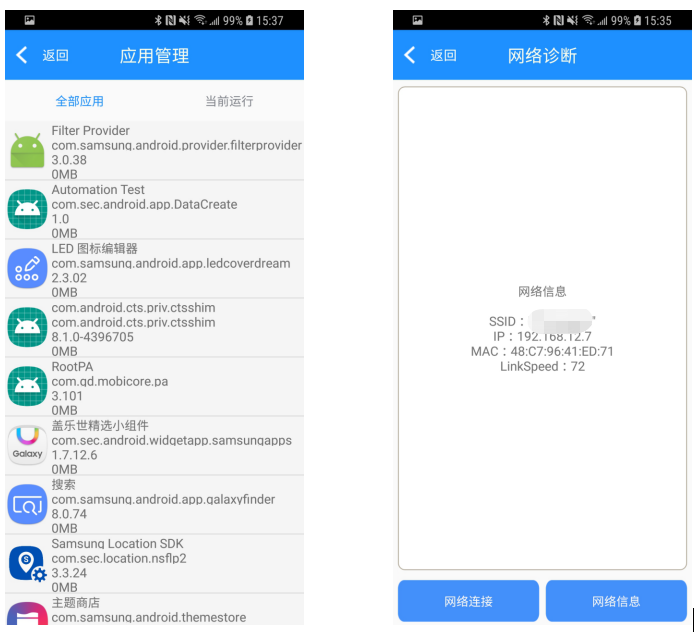 99% 15:37
返回
应用管理
全部应用
当前运行
Filter Provider
com.samsung.android.provider.filterprovider
3.0.38
0MB
Automation Test
com.sec.android.app.DataCreate
1.0
0MB
LED 图标编辑器
com.samsung.android.app.ledcoverdream
2.3.02
0MB
com.android.cts.priv.ctsshim
com.android.cts.priv.ctsshim
8.1.0-4396705
0MB
RootPA
com.gd.mobicore.pa
3.101
0MB
Galaxy
盖乐世精选小组件
com.sec.android.widgetapp.samsungapps
1.7.12.6
0MB
搜索
com.samsung.android.app.galaxyfinder
8.0.74
0MB
Samsung Location SDK
com.sec.location.nsflp2
3.3.24
0MB
主题商店
com.samsung.android.themestore
99% 15:35
返回
网络诊断
网络信息
SSID："
IP：192.168.12.7
MAC：48:C7:96:41:ED:71
LinkSpeed：72
网络连接
网络信息